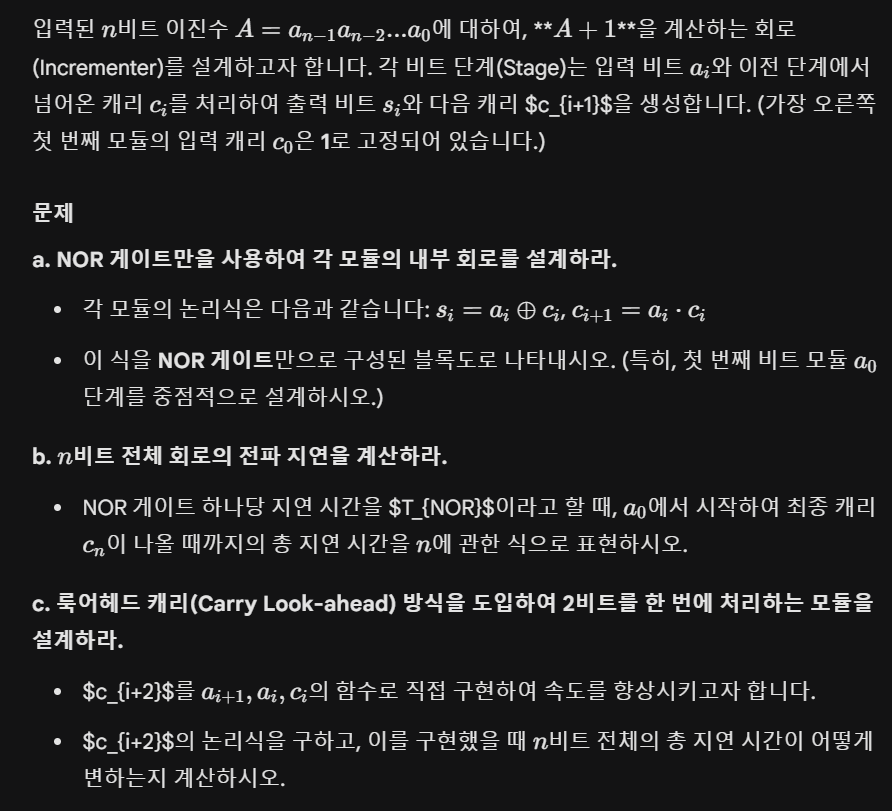 입력된 n비트 이진수 A = a_{n−1}a_{n−2}...a_0에 대하여, **A + 1**을 계산하는 회로
(Incrementer)를 설계하고자 합니다. 각 비트 단계(Stage)는 입력 비트 a_i와 이전 단계에서
넘어온 캐리 c_i를 처리하여 출력 비트 s_i와 다음 캐리 $c_{i+1}$을 생성합니다. (가장 오른쪽
첫 번째 모듈의 입력 캐리 c_0은 1로 고정되어 있습니다.)
문제
a. NOR 게이트만을 사용하여 각 모듈의 내부 회로를 설계하라.
• 각 모듈의 논리식은 다음과 같습니다: s_i = a_i ⊕ c_i, c_{i+1} = a_i · c_i
• 이 식을 NOR 게이트만으로 구성된 블록도로 나타내시오. (특히, 첫 번째 비트 모듈 a_0
단계를 중점적으로 설계하시오.)
b. n비트 전체 회로의 전파 지연을 계산하라.
• NOR 게이트 하나당 지연 시간을 $T_{NOR}$이라고 할 때, a_0에서 시작하여 최종 캐리
c_n이 나올 때까지의 총 지연 시간을 n에 관한 식으로 표현하시오.
c. 룩어헤드 캐리(Carry Look-ahead) 방식을 도입하여 2비트를 한 번에 처리하는 모듈을
설계하라.
• $c_{i+2}$를 a_{i+1}, a_i, c_i의 함수로 직접 구현하여 속도를 향상시키고자 합니다.
• $c_{i+2}$의 논리식을 구하고, 이를 구현했을 때 n비트 전체의 총 지연 시간이 어떻게
변하는지 계산하시오.